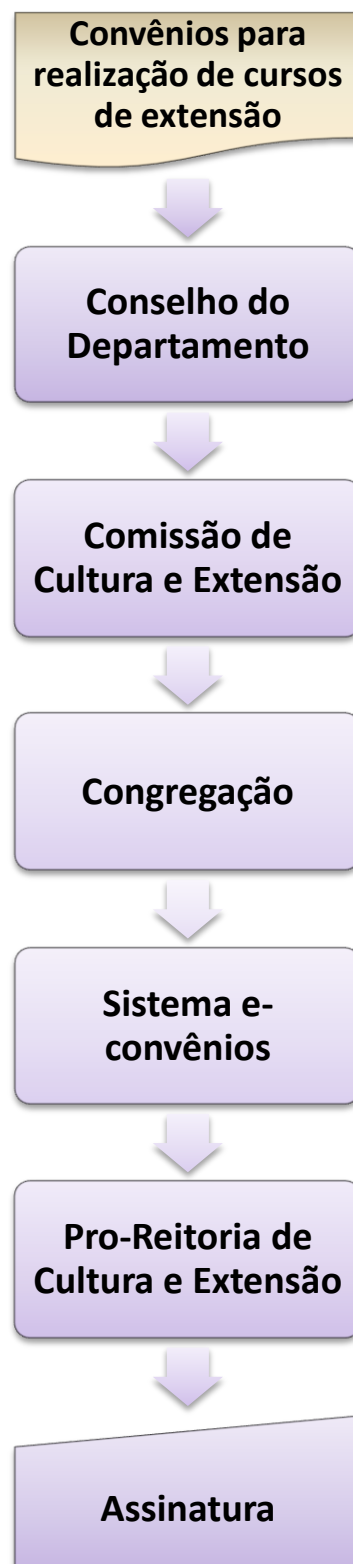 Convênios para
realização de cursos
de extensão
Conselho do
Departamento
Comissão de
Cultura e Extensão
Congregação
Sistema e-
convênios
Pro-Reitoria de
Cultura e Extensão
Assinatura